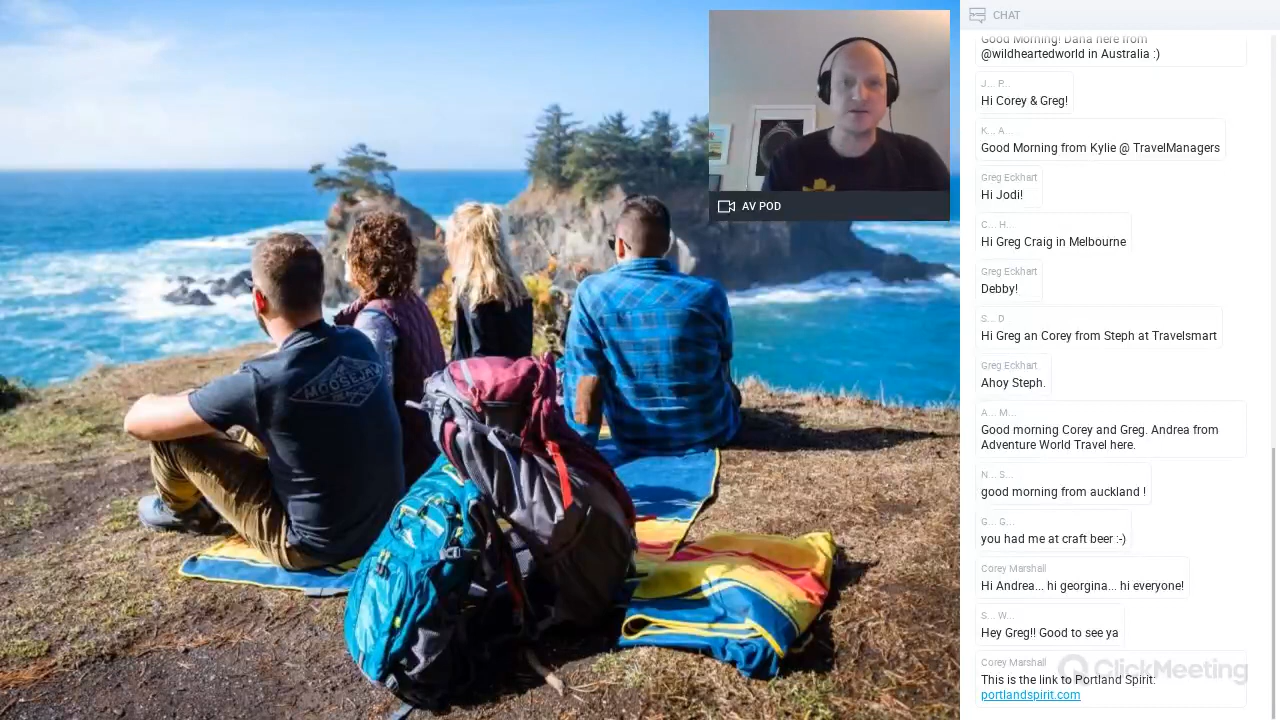 CHAT
Good Morning! Dana here from
@wildheartedworld in Australia :)
J... P...
Hi Corey & Greg!
K... A...
Good Morning from Kylie @ TravelManagers
Greg Eckhart
Hi Jodi!
C... H...
Hi Greg Craig in Melbourne
Greg Eckhart
Debby!
S... D
Hi Greg an Corey from Steph at Travelsmart
Greg Eckhart
Ahoy Steph.
A... M...
Good morning Corey and Greg. Andrea from
Adventure World Travel here.
N... S...
good morning from auckland !
G... G...
you had me at craft beer :-)
Corey Marshall
Hi Andrea... hi georgina... hi everyone!
S... W...
Hey Greg!! Good to see ya
Corey Marshall
This is the link to Portland Spirit:
portlandspirit.com
ClickMeeting
AV POD
MOOSEJAW